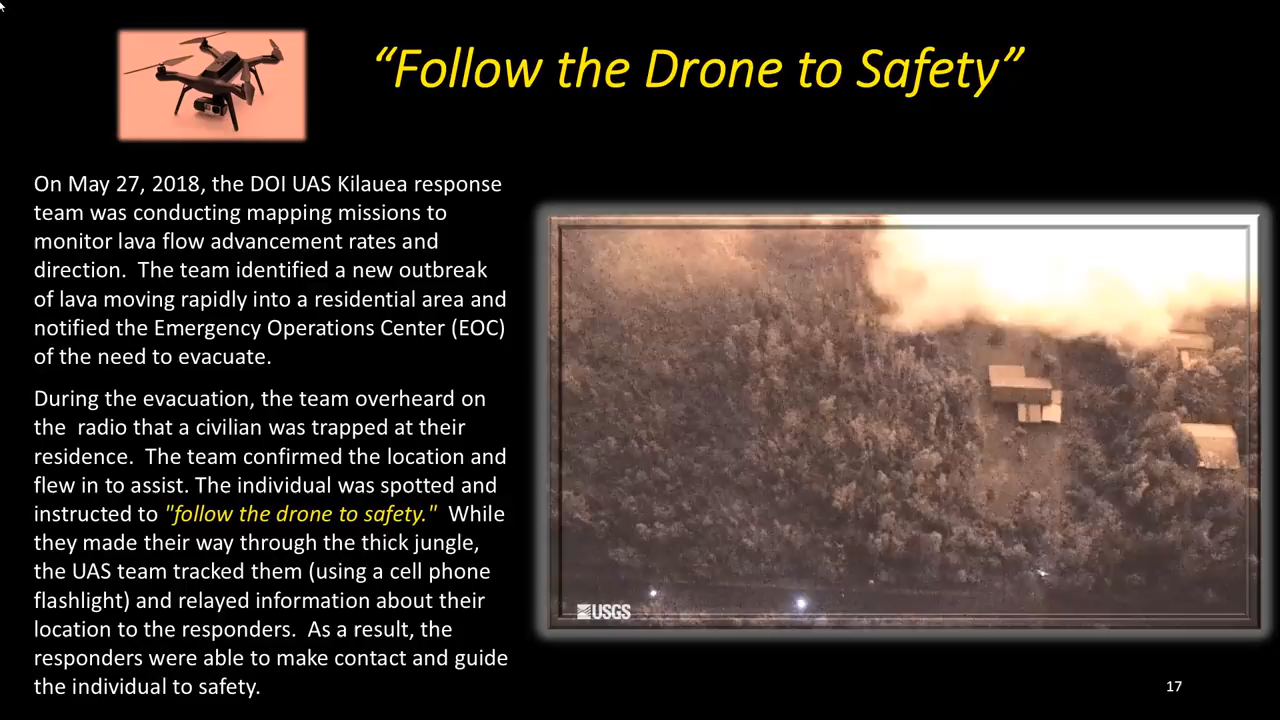 “Follow the Drone to Safety”
On May 27, 2018, the DOI UAS Kilauea response
team was conducting mapping missions to
monitor lava flow advancement rates and
direction.  The team identified a new outbreak
of lava moving rapidly into a residential area and
notified the Emergency Operations Center (EOC)
of the need to evacuate.
During the evacuation, the team overheard on
the  radio that a civilian was trapped at their
residence.  The team confirmed the location and
flew in to assist. The individual was spotted and
instructed to "follow the drone to safety."  While
they made their way through the thick jungle,
the UAS team tracked them (using a cell phone
flashlight) and relayed information about their
location to the responders.  As a result, the
responders were able to make contact and guide
the individual to safety.
USGS
17